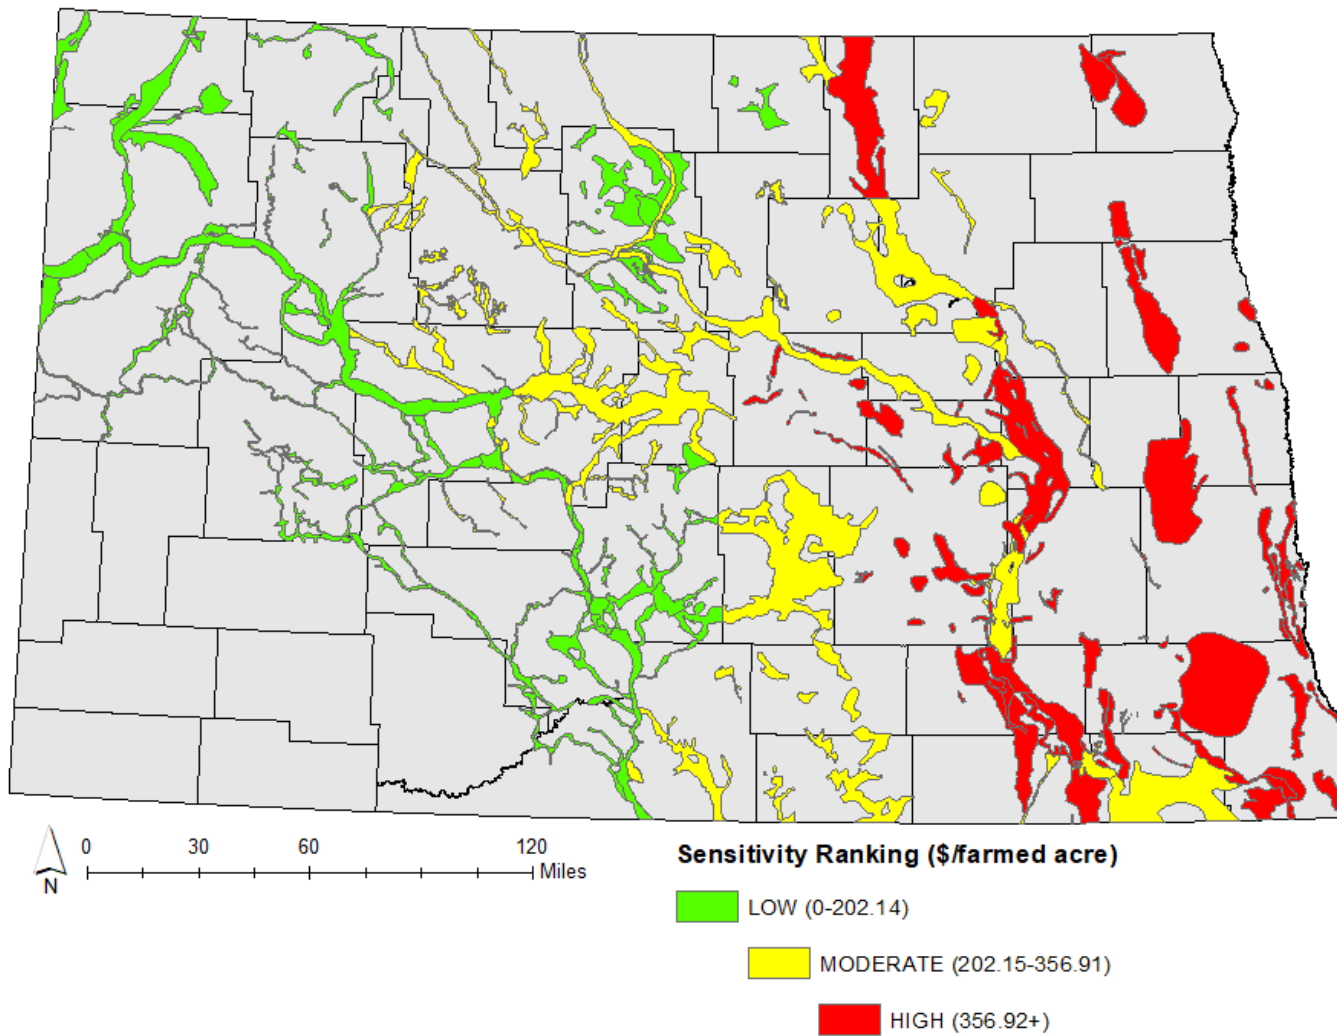 0 30 60 120
Miles
N
Sensitivity Ranking ($/farmed acre)
LOW (0-202.14)
MODERATE (202.15-356.91)
HIGH (356.92+)